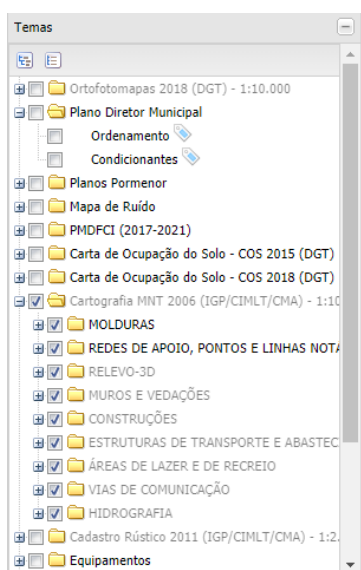 Temas
Ortofotomapas 2018 (DGT) - 1:10.000
Plano Diretor Municipal
Ordenamento
Condicionantes
Planos Pormenor
Mapa de Ruído
PMDFCI (2017-2021)
Carta de Ocupação do Solo - COS 2015 (DGT)
Carta de Ocupação do Solo - COS 2018 (DGT)
Cartografia MNT 2006 (IGP/CIMLT/CMA) - 1:10
MOLDURAS
REDES DE APOIO, PONTOS E LINHAS NOTA
RELEVO-3D
MUROS E VEDAÇÕES
CONSTRUÇÕES
ESTRUTURAS DE TRANSPORTE E ABASTEC
ÁREAS DE LAZER E DE RECREIO
VIAS DE COMUNICAÇÃO
HIDROGRAFIA
Cadastro Rústico 2011 (IGP/CIMLT/CMA) - 1:2.
Equipamentos